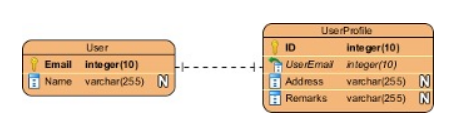 User
Email integer(10)
Name varchar(255) N
UserProfile
ID integer(10)
UserEmail integer(10)
Address varchar(255) N
Remarks varchar(255) N